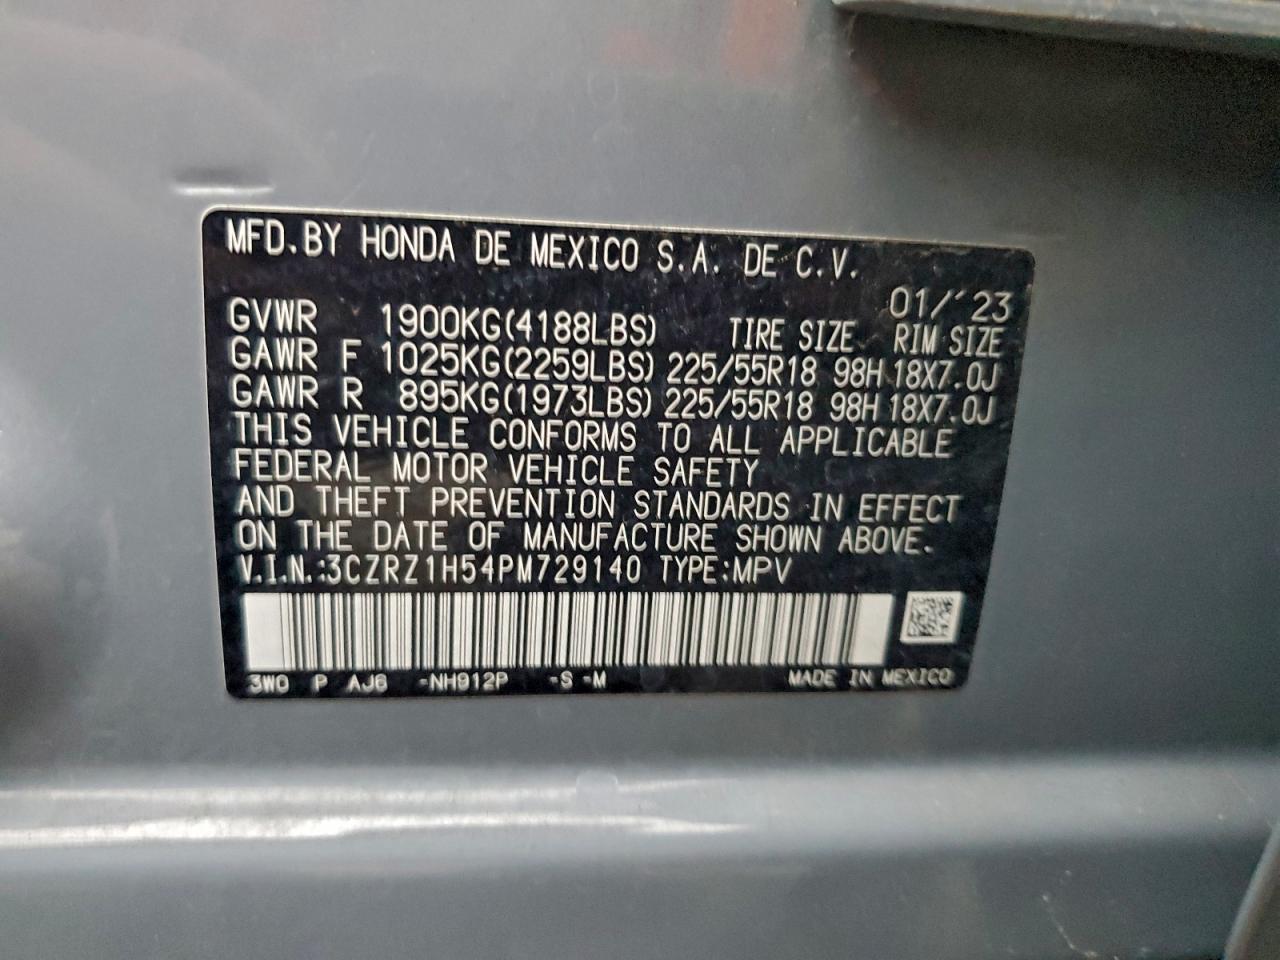 MFD.BY HONDA DE MEXICO S.A. DE C.V.
01/'23
GVWR 1900KG(4188LBS) TIRE SIZE RIM SIZE
GAWR F 1025KG(2259LBS) 225/55R18 98H 18X7.0J
GAWR R 895KG(1973LBS) 225/55R18 98H 18X7.0J
THIS VEHICLE CONFORMS TO ALL APPLICABLE
FEDERAL MOTOR VEHICLE SAFETY
AND THEFT PREVENTION STANDARDS IN EFFECT
ON THE DATE OF MANUFACTURE SHOWN ABOVE.
V.I.N.:3CZRZ1H54PM729140 TYPE:MPV
3W0 P AJ6 -NH912P -S -M MADE IN MEXICO